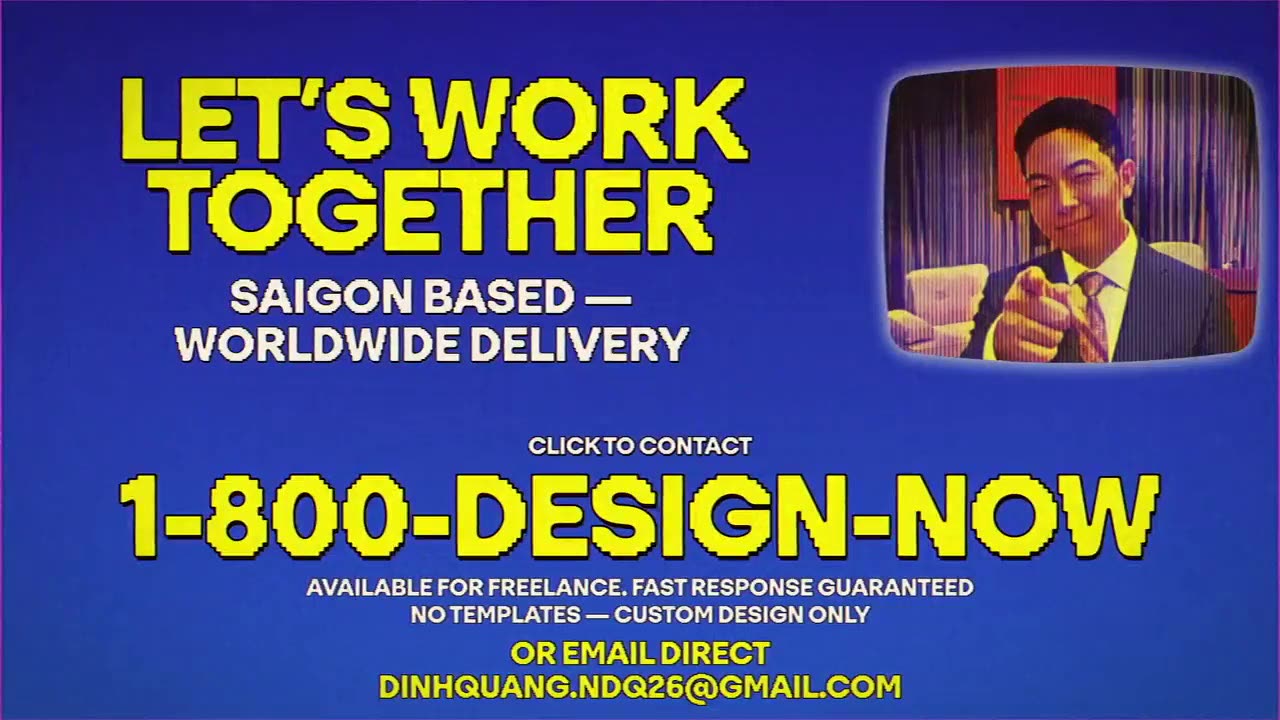 LET'S WORK
TOGETHER
SAIGON BASED —
WORLDWIDE DELIVERY
CLICK TO CONTACT
1-800-DESIGN-NOW
AVAILABLE FOR FREELANCE. FAST RESPONSE GUARANTEED
NO TEMPLATES — CUSTOM DESIGN ONLY
OR EMAIL DIRECT
DINHQUANG.NDQ26@GMAIL.COM